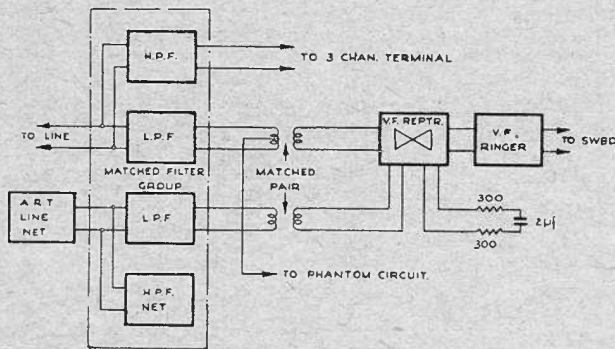 H.P.F.
TO 3 CHAN. TERMINAL
TO LINE
L.P.F
MATCHED FILTER
GROUP
MATCHED
PAIR
V.F. REPTR.
V.F.
RINGER
TO SWBD
ART
LINE
NET
L.P.F
300
300
2µf
TO PHANTOM CIRCUIT.
H.P.F.
NET